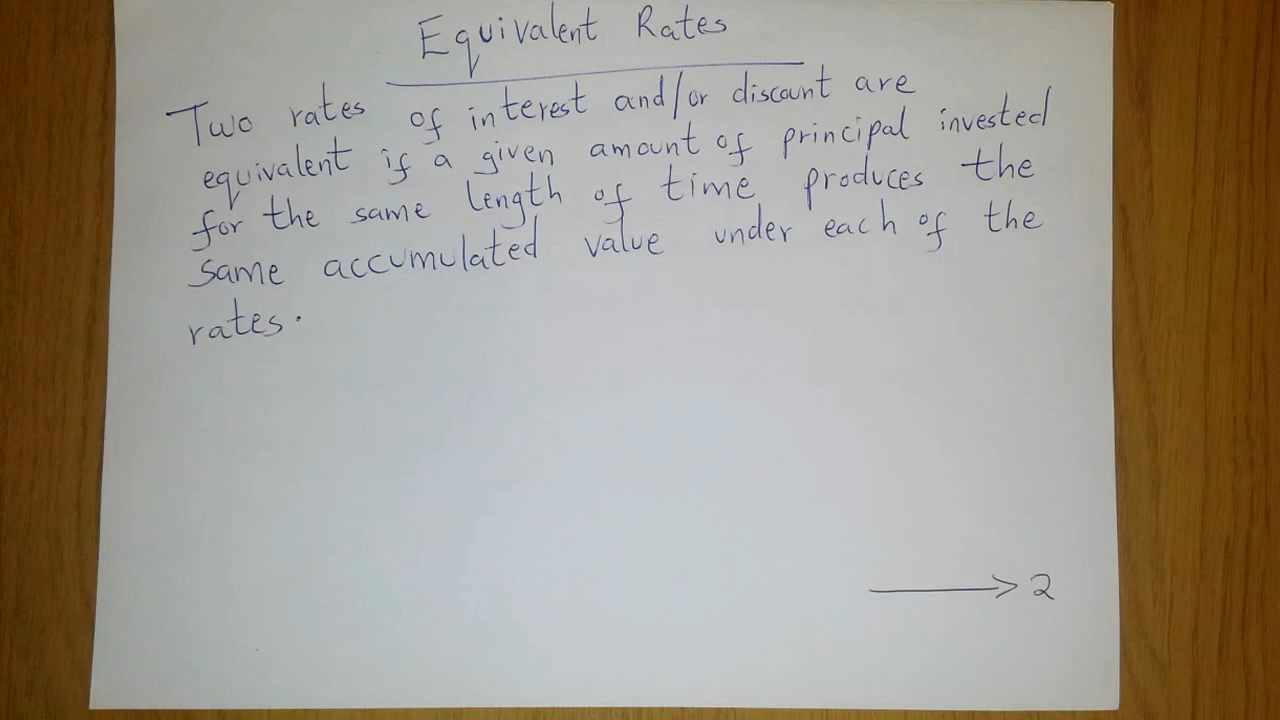 Equivalent Rates
Two rates of interest and/or discount are
equivalent if a given amount of principal invested
for the same length of time produces the
same accumulated value under each of the
rates.
→ 2